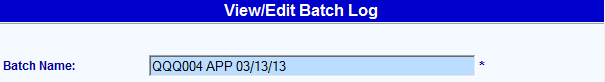 View/Edit Batch Log
Batch Name: QQQ004 APP 03/13/13 *